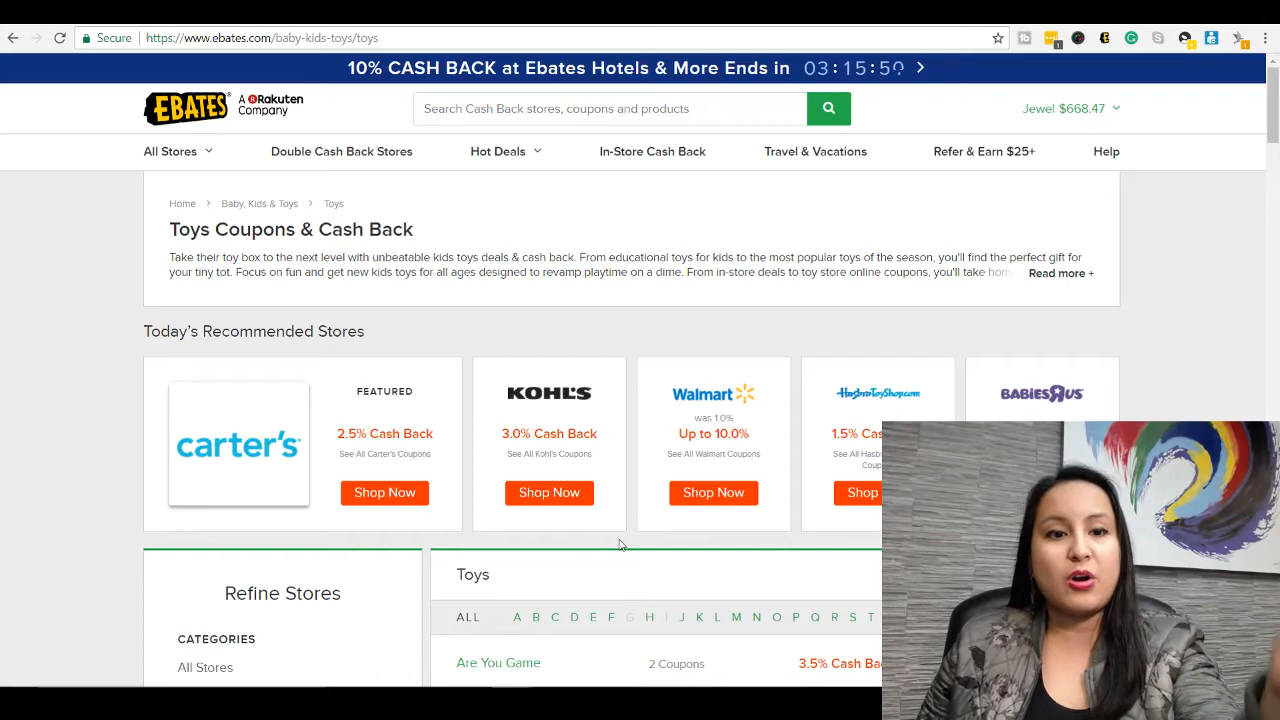 Secure
https://www.ebates.com/baby-kids-toys/toys
10% CASH BACK at Ebates Hotels & More Ends in
EBATES
A Rakuten
Company
Search Cash Back stores, coupons and products
Jewel $668.47
All Stores
Double Cash Back Stores
Hot Deals
In-Store Cash Back
Travel & Vacations
Refer & Earn $25+
Help
Home > Baby, Kids & Toys > Toys
Toys Coupons & Cash Back
Take their toy box to the next level with unbeatable kids toys deals & cash back. From educational toys for kids to the most popular toys of the season, you'll find the perfect gift for
your tiny tot. Focus on fun and get new kids toys for all ages designed to revamp playtime on a dime. From in-store deals to toy store online coupons, you'll take
Read more +
Today's Recommended Stores
carter's
FEATURED
2.5% Cash Back
See All Carter's Coupons
Shop Now
KOHL'S
3.0% Cash Back
See All Kohl's Coupons
Shop Now
Walmart
was 1.0%
Up to 10.0%
See All Walmart Coupons
Shop Now
HasbroToyShop.com
1.5%
See All
Shop
BABIESRUS
Refine Stores
CATEGORIES
All Stores
Toys
ALL A B C D E F G H I J K L M N O P Q R S T
Are You Game
2 Coupons
3.5% Cash